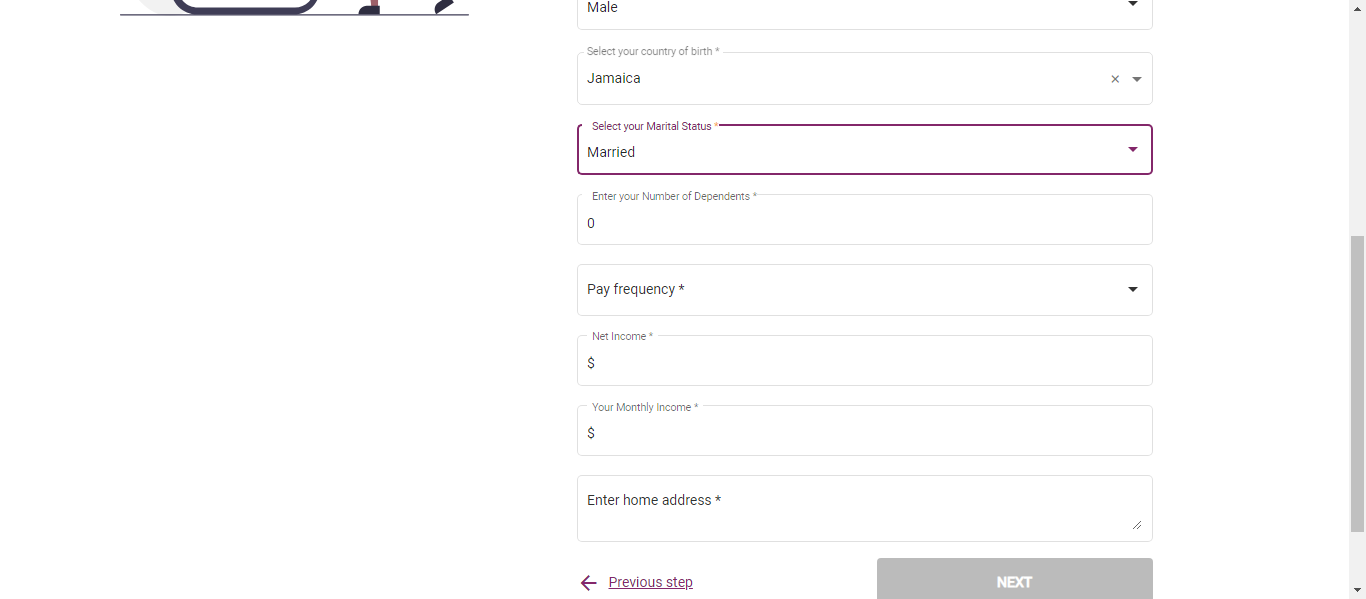 Male
Select your country of birth *
Jamaica
Select your Marital Status *
Married
Enter your Number of Dependents *
0
Pay frequency *
Net Income *
$
Your Monthly Income *
$
Enter home address *
Previous step
NEXT